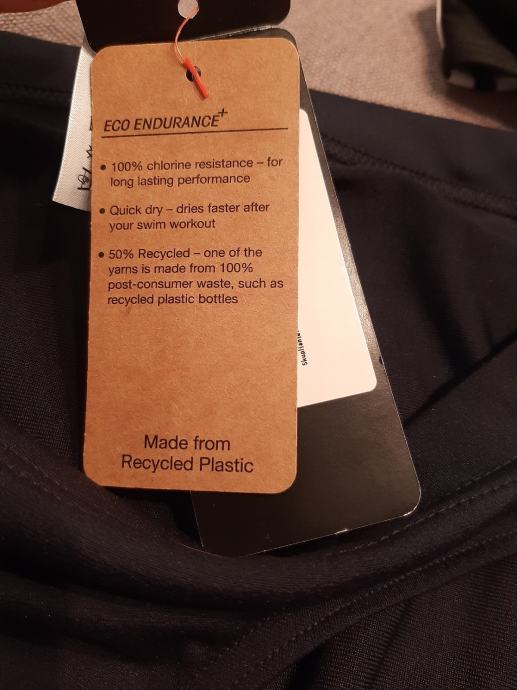 ECO ENDURANCE+
• 100% chlorine resistance – for
long lasting performance
• Quick dry – dries faster after
your swim workout
• 50% Recycled – one of the
yarns is made from 100%
post-consumer waste, such as
recycled plastic bottles
Made from
Recycled Plastic